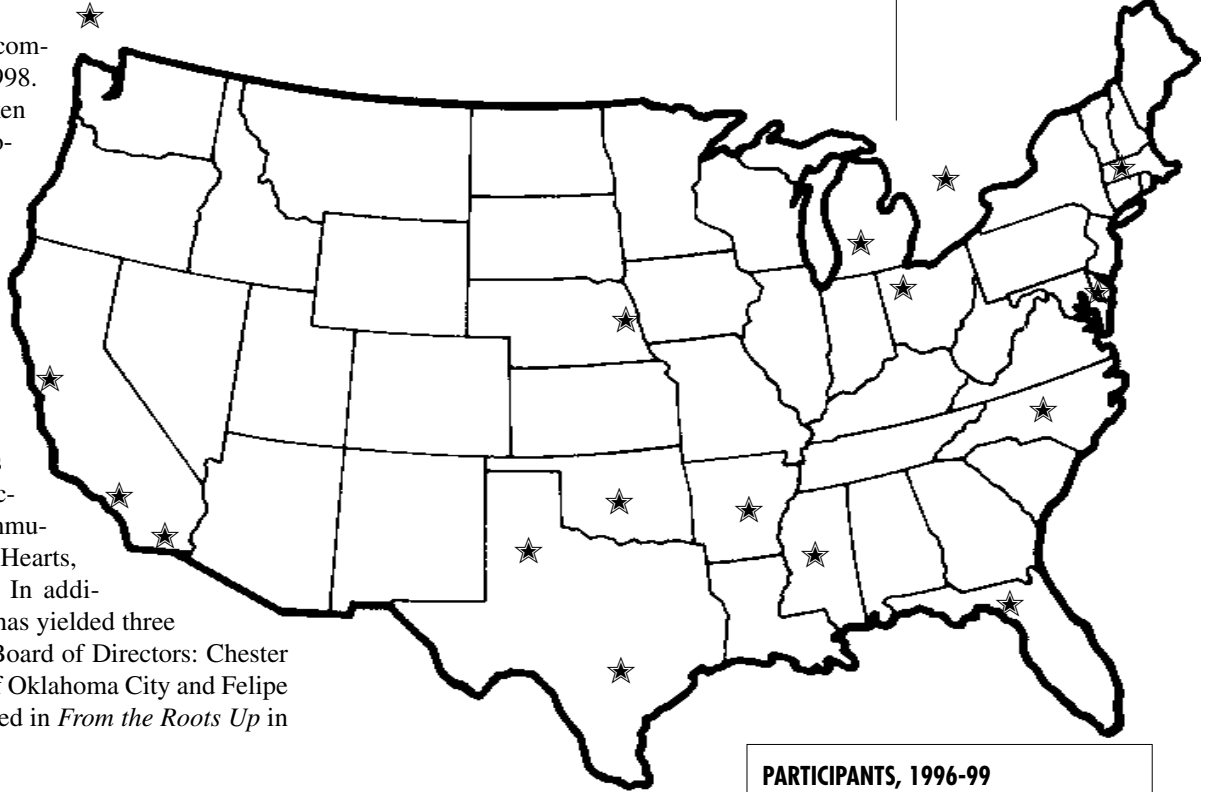 com-
998.
en
o-
s
c-
mmu-
Hearts,
In addi-
has yielded three
Board of Directors: Chester
f Oklahoma City and Felipe
ed in From the Roots Up in
PARTICIPANTS, 1996-99